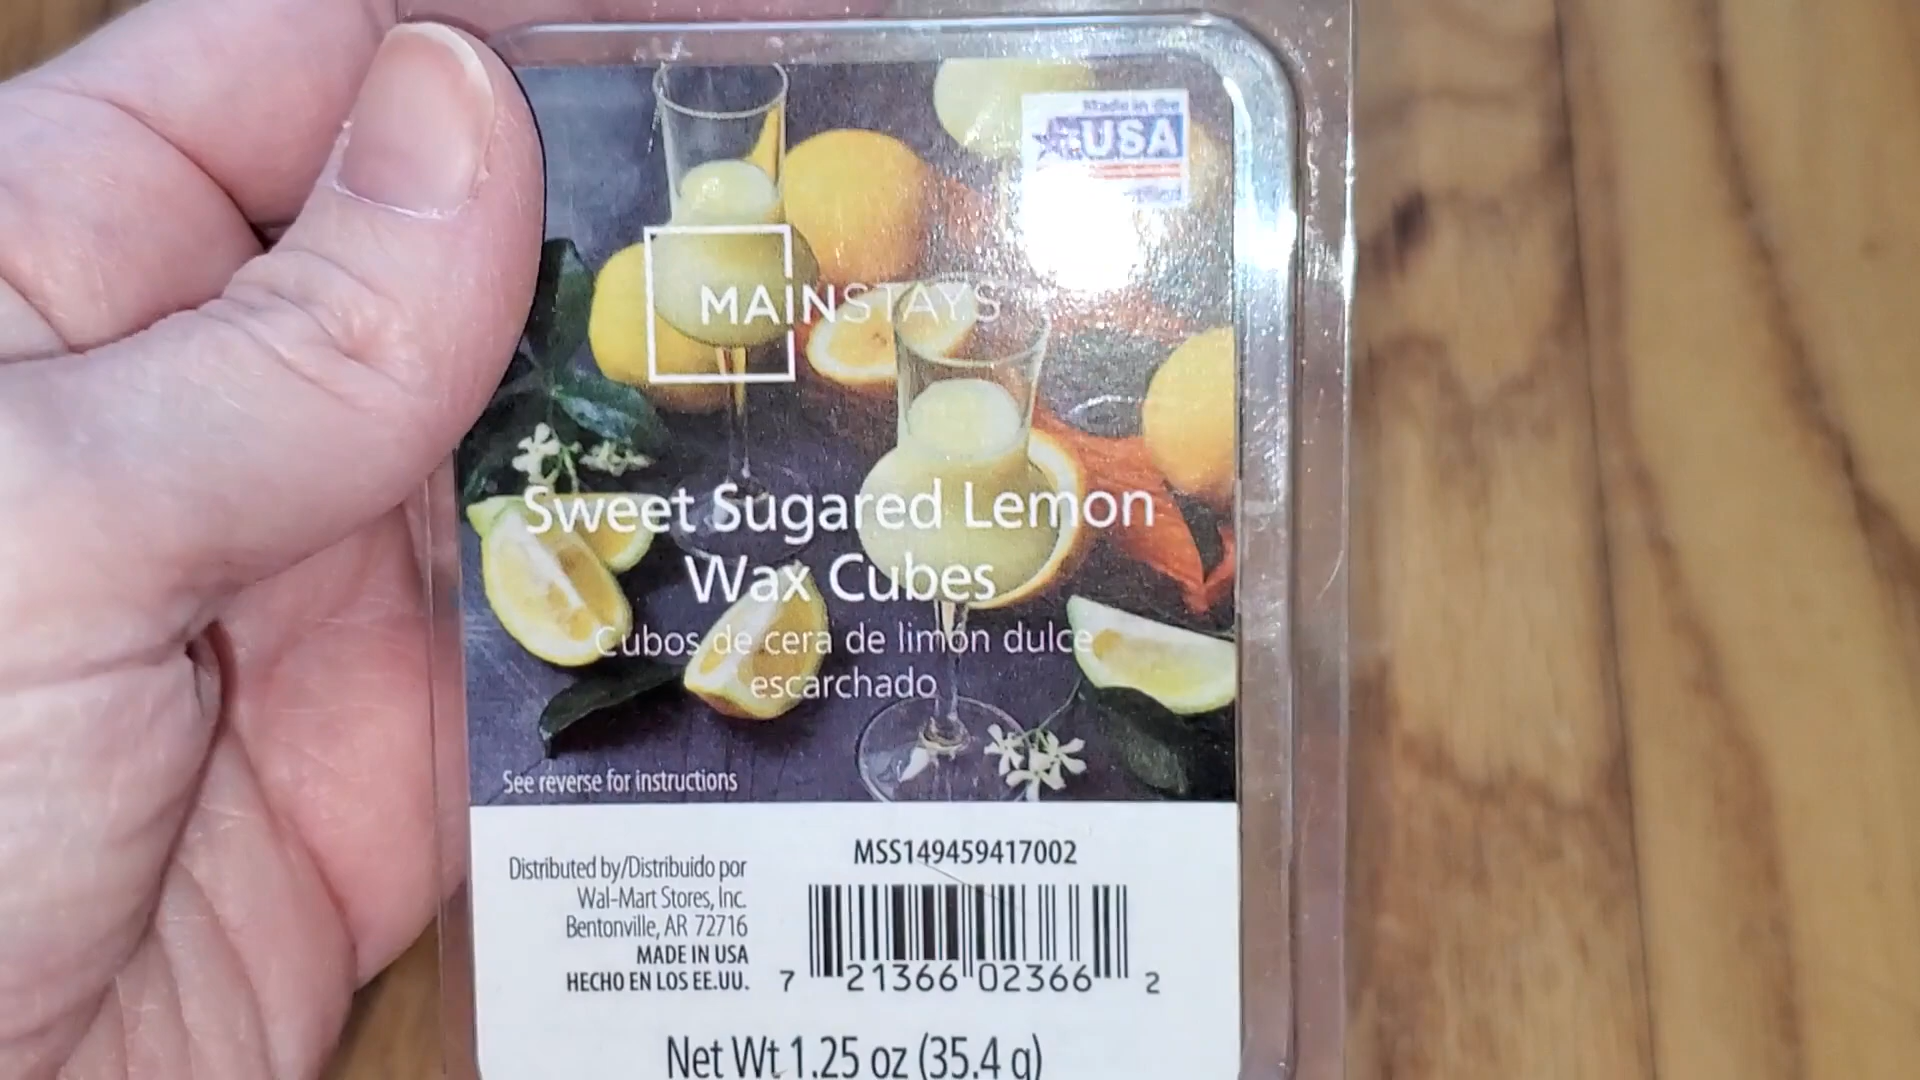 Made in the
USA
MAINSTAYS
Sweet Sugared Lemon
Wax Cubes
Cubos de cera de limón dulce
escarchado
See reverse for instructions
Distributed by/Distribuido por
Wal-Mart Stores, Inc.
Bentonville, AR 72716
MADE IN USA
HECHO EN LOS EE.UU.
MSS149459417002
7 21366 02366 2
Net Wt 1.25 oz (35.4 g)